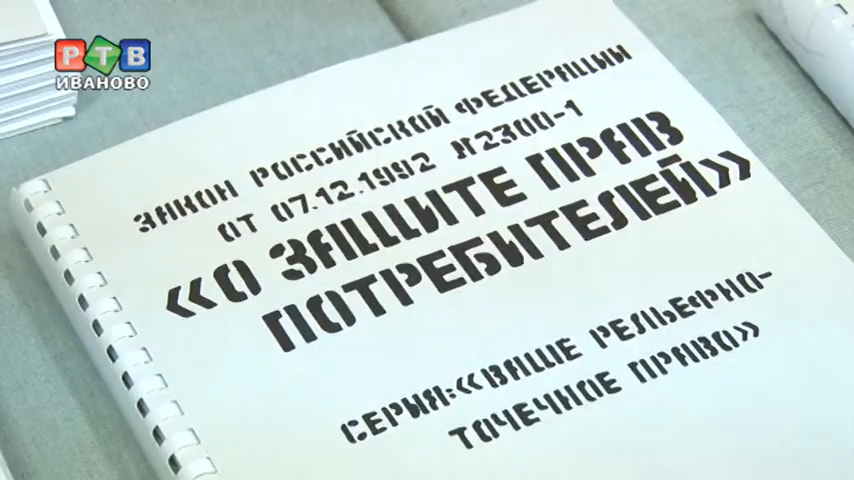 РТВ
ИВАНОВО
ЗАКОН РОССИЙСКОЙ ФЕДЕРАЦИИ
ОТ 07.12.1992 №2300-1
«О ЗАЩИТЕ ПРАВ
ПОТРЕБИТЕЛЕЙ»
СЕРИЯ:«ВАШЕ РЕЛЬЕФНО-
ТОЧЕЧНОЕ ПРАВО»